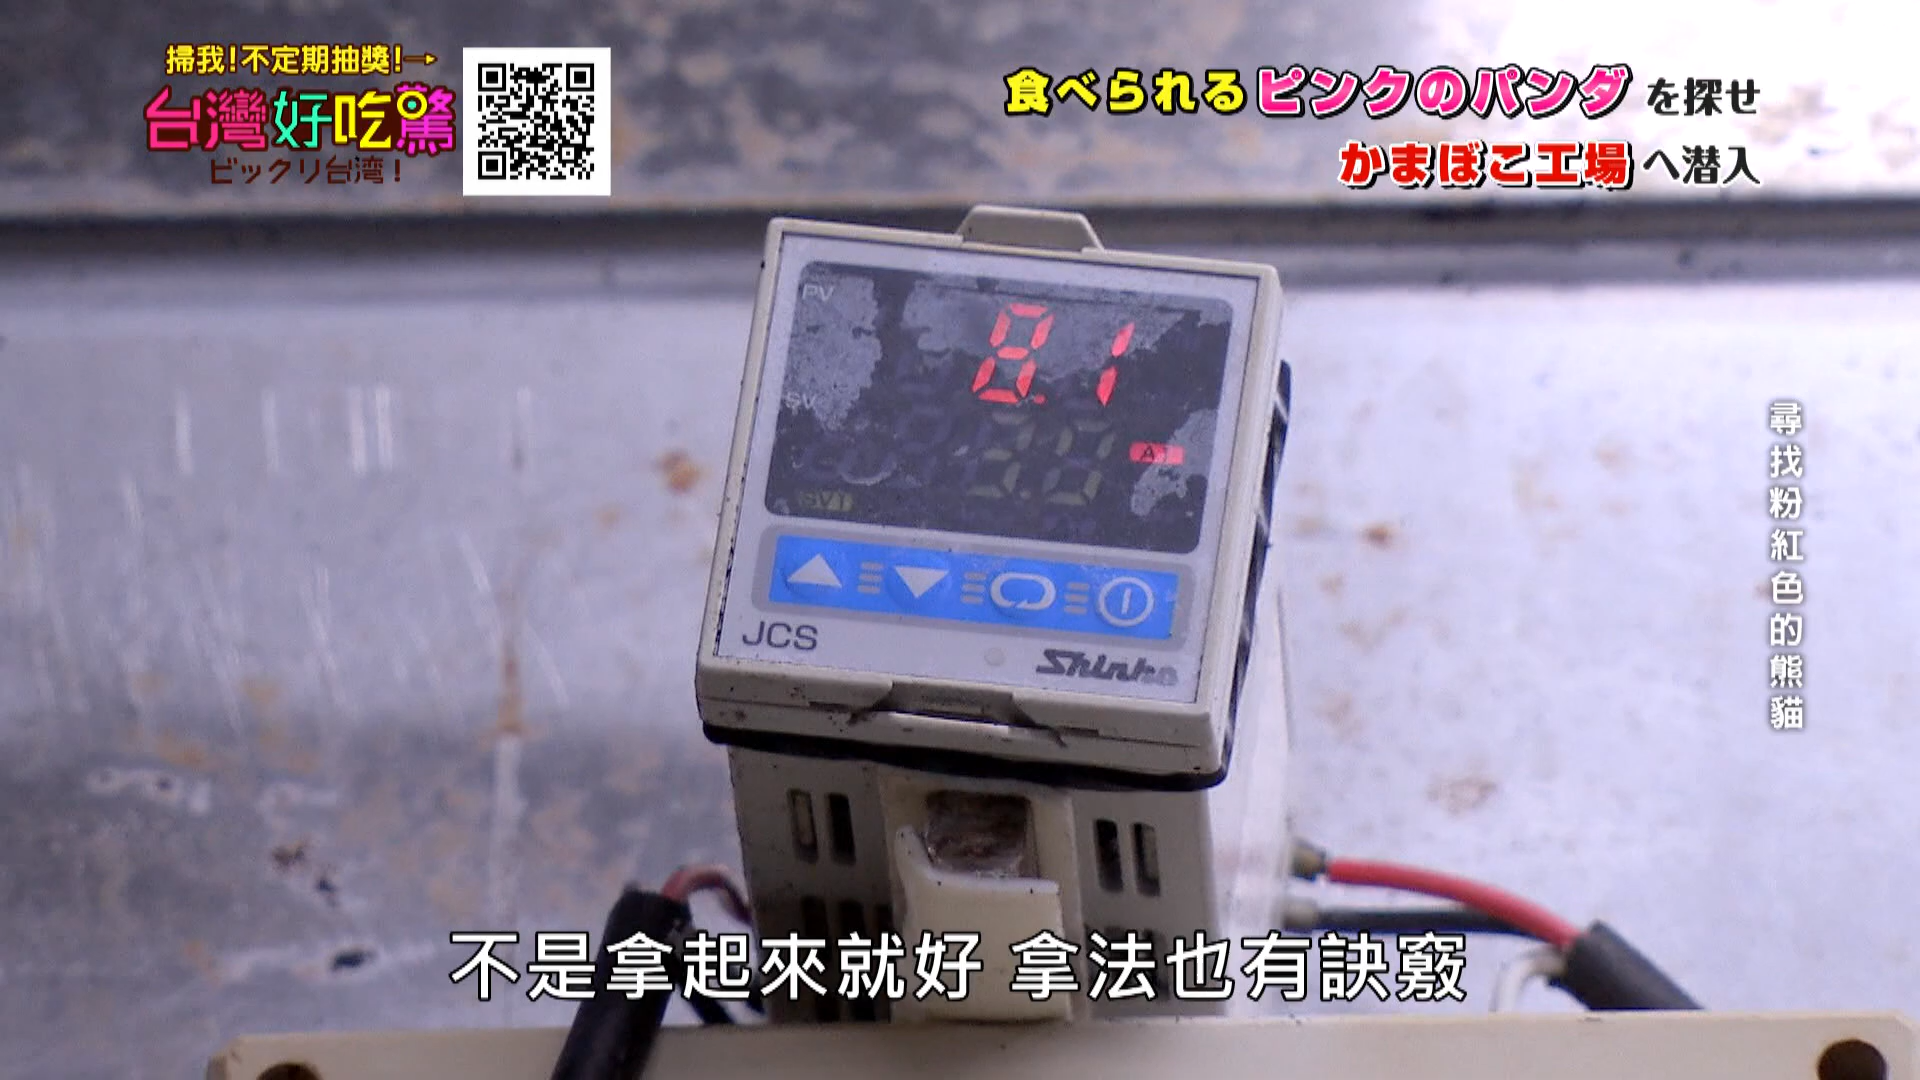 掃我!不定期抽獎!→
台灣好吃驚
ビックリ台湾!
食べられるピンクのパンダを探せ
かまぼこ工場へ潜入
尋找粉紅色的熊貓
PV
8.1
SV
A1
SV1
JCS
Shinko
不是拿起來就好 拿法也有訣竅